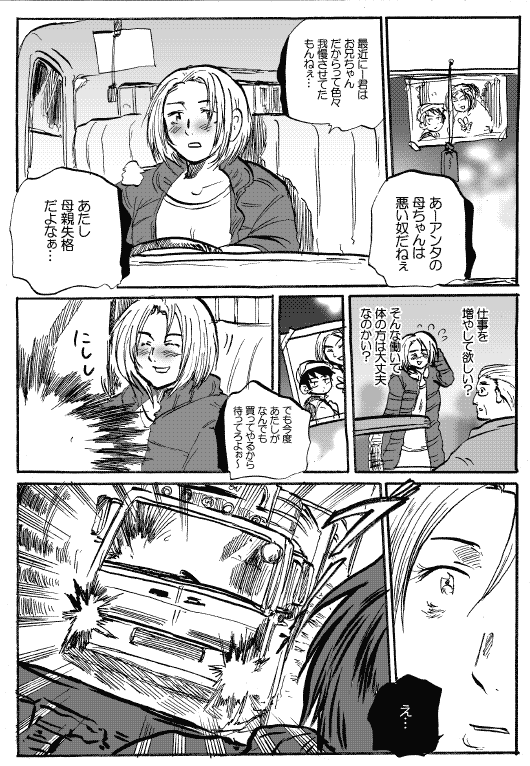 最近にー君は
お兄ちゃん
だからって色々
我慢させてた
もんねぇ…
あーアンタの
母ちゃんは
悪い奴だねぇ
あたし
母親失格
だよなぁ…
仕事を
増やして欲しい?
そんな働いて
体の方は大丈夫
なのかい?
でも今度
あたしが
なんでも
買ってやるから
待ってろよぉ〜
にししし
え…